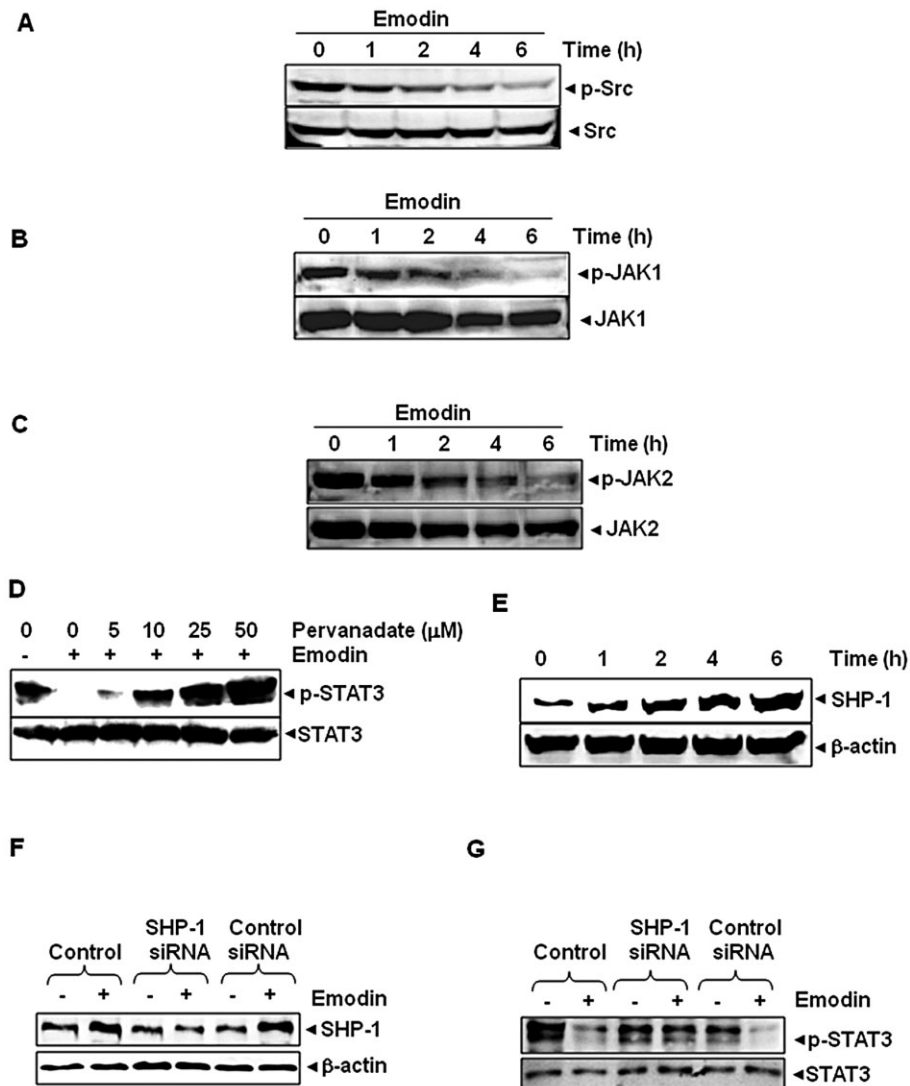 A
Emodin
0 1 2 4 6 Time (h)
p-Src
Src
B
Emodin
0 1 2 4 6 Time (h)
p-JAK1
JAK1
C
Emodin
0 1 2 4 6 Time (h)
p-JAK2
JAK2
D
0 0 5 10 25 50 Pervanadate (μM)
- + + + + + Emodin
p-STAT3
STAT3
E
0 1 2 4 6 Time (h)
SHP-1
β-actin
F
Control SHP-1 siRNA Control siRNA
- + - + - + Emodin
SHP-1
β-actin
G
Control SHP-1 siRNA Control siRNA
- + - + - + Emodin
p-STAT3
STAT3